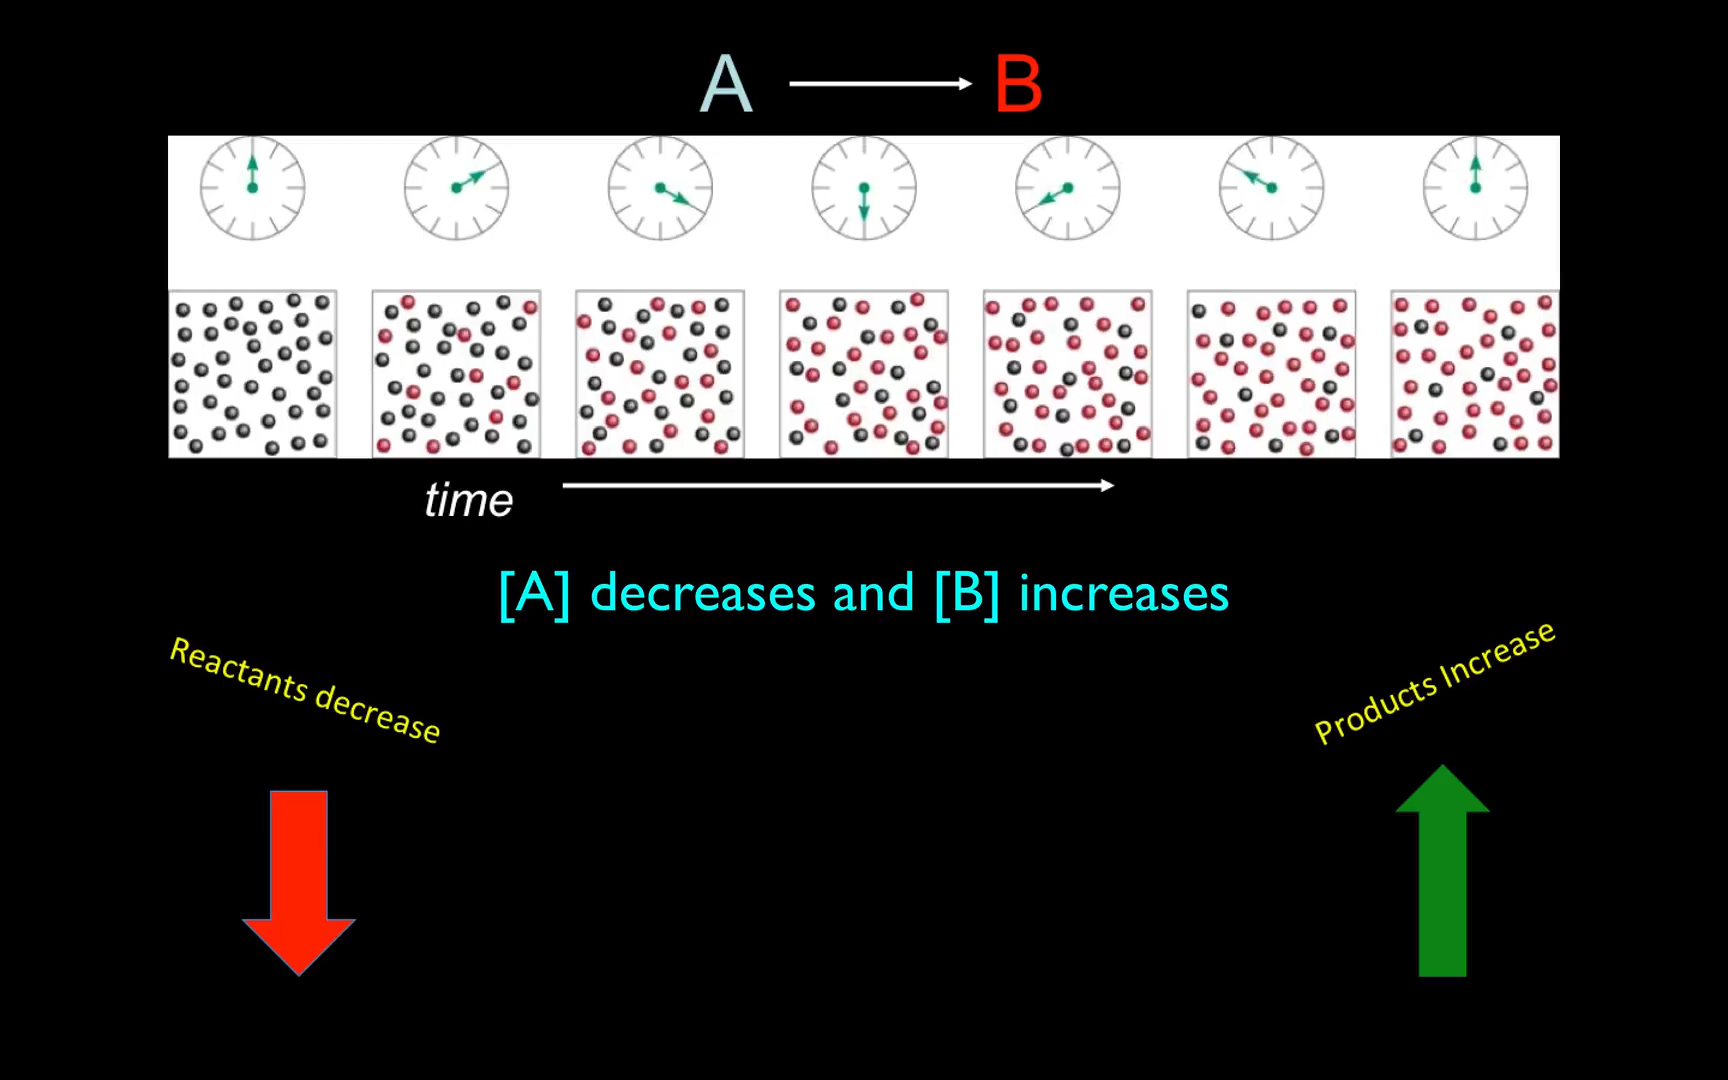 A B
time
[A] decreases and [B] increases
Reactants decrease
Products Increase